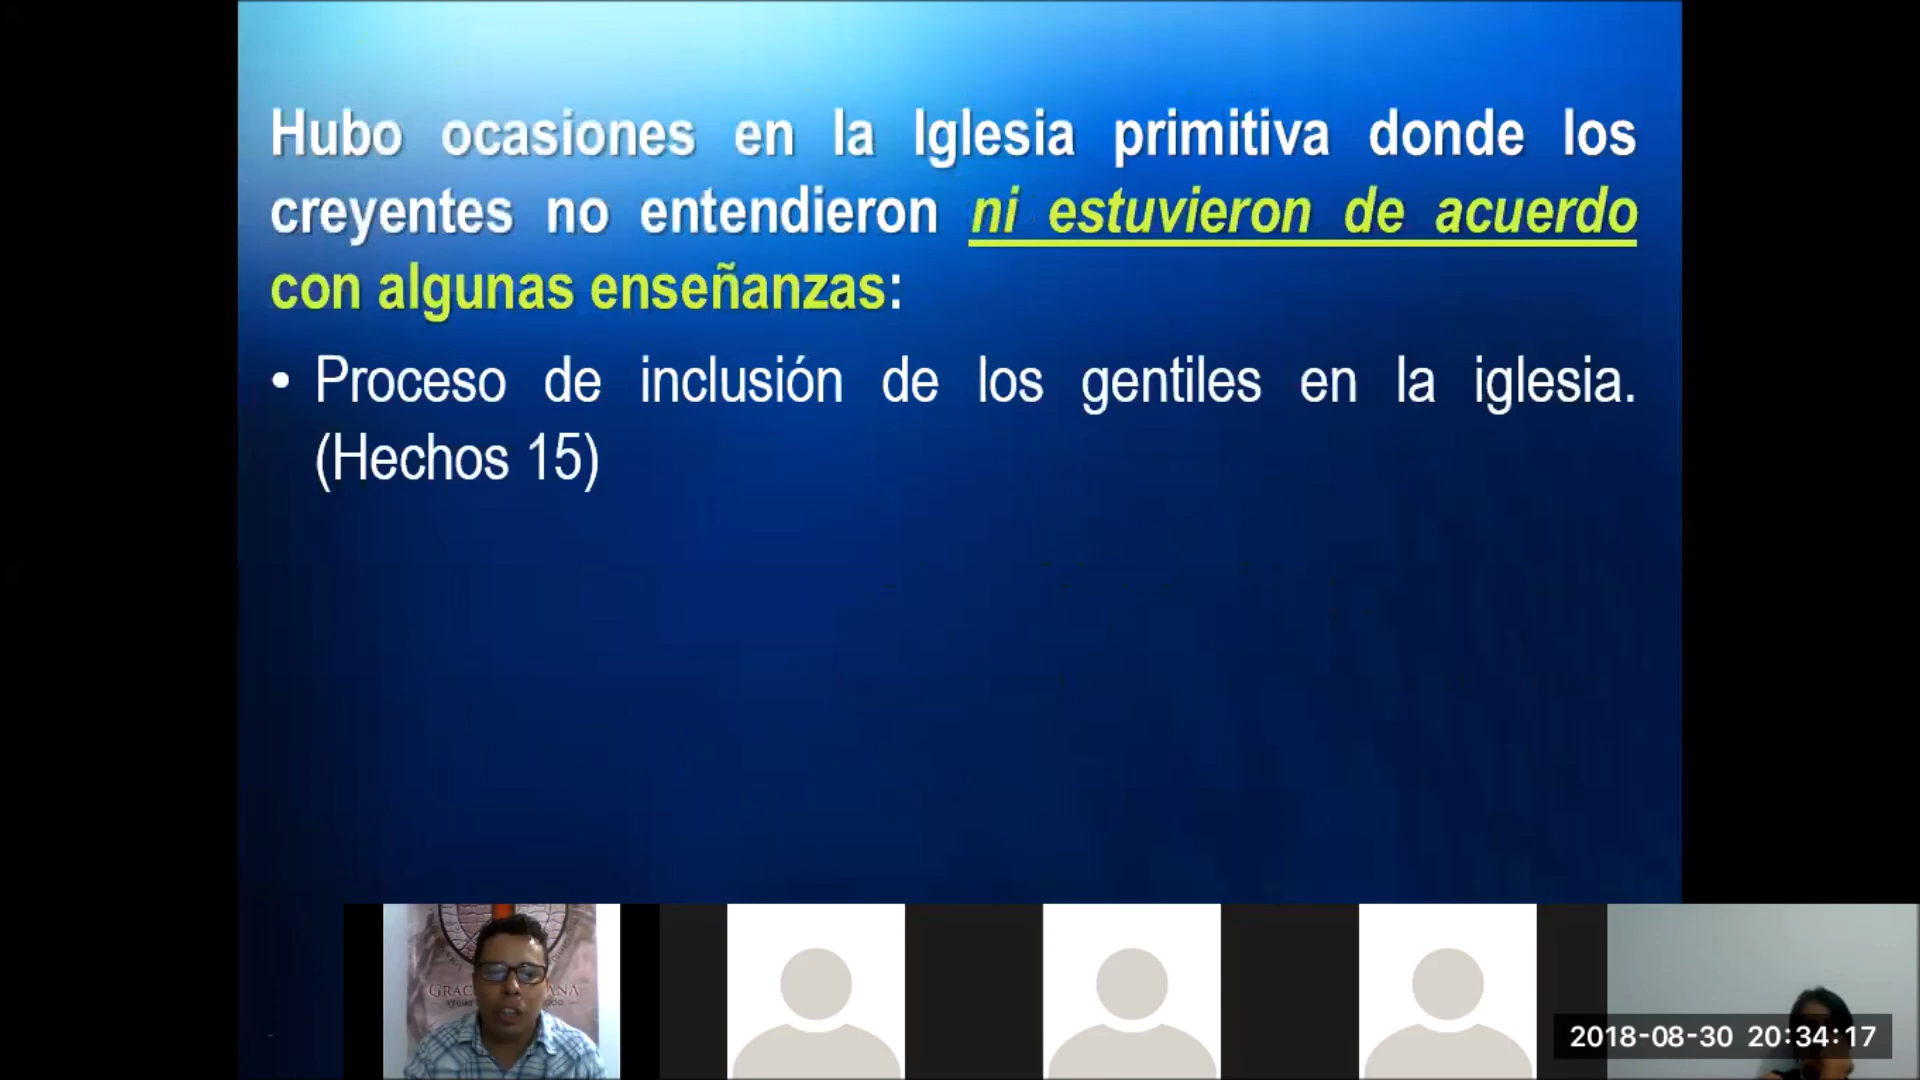 Hubo ocasiones en la Iglesia primitiva donde los
creyentes no entendieron ni estuvieron de acuerdo
con algunas enseñanzas:
• Proceso de inclusión de los gentiles en la iglesia.
(Hechos 15)
2018-08-30 20:34:17